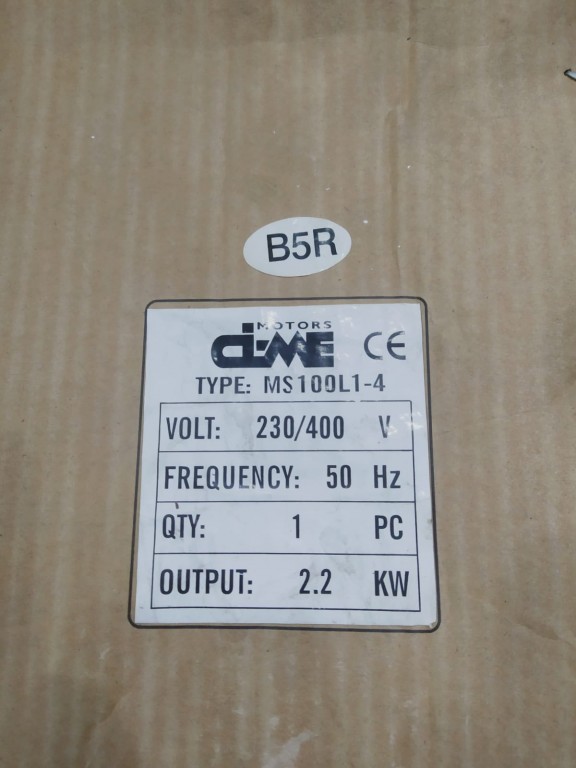 B5R
MOTORS
CI-ME CE
TYPE: MS100L1-4
VOLT: 230/400 V
FREQUENCY: 50 Hz
QTY: 1 PC
OUTPUT: 2.2 KW